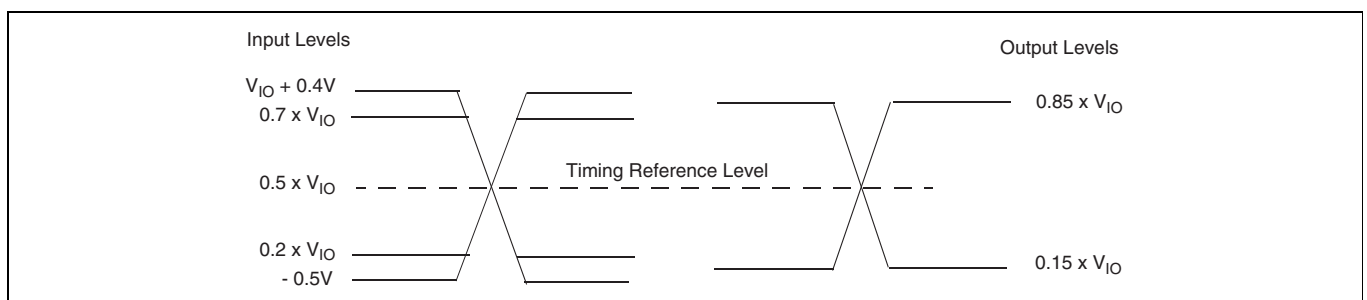 Input Levels
Output Levels
V_IO + 0.4V
0.7 x V_IO
0.85 x V_IO
Timing Reference Level
0.5 x V_IO
0.2 x V_IO
0.15 x V_IO
- 0.5V